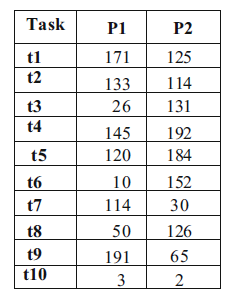 Task P1 P2
t1 171 125
t2 133 114
t3 26 131
t4 145 192
t5 120 184
t6 10 152
t7 114 30
t8 50 126
t9 191 65
t10 3 2